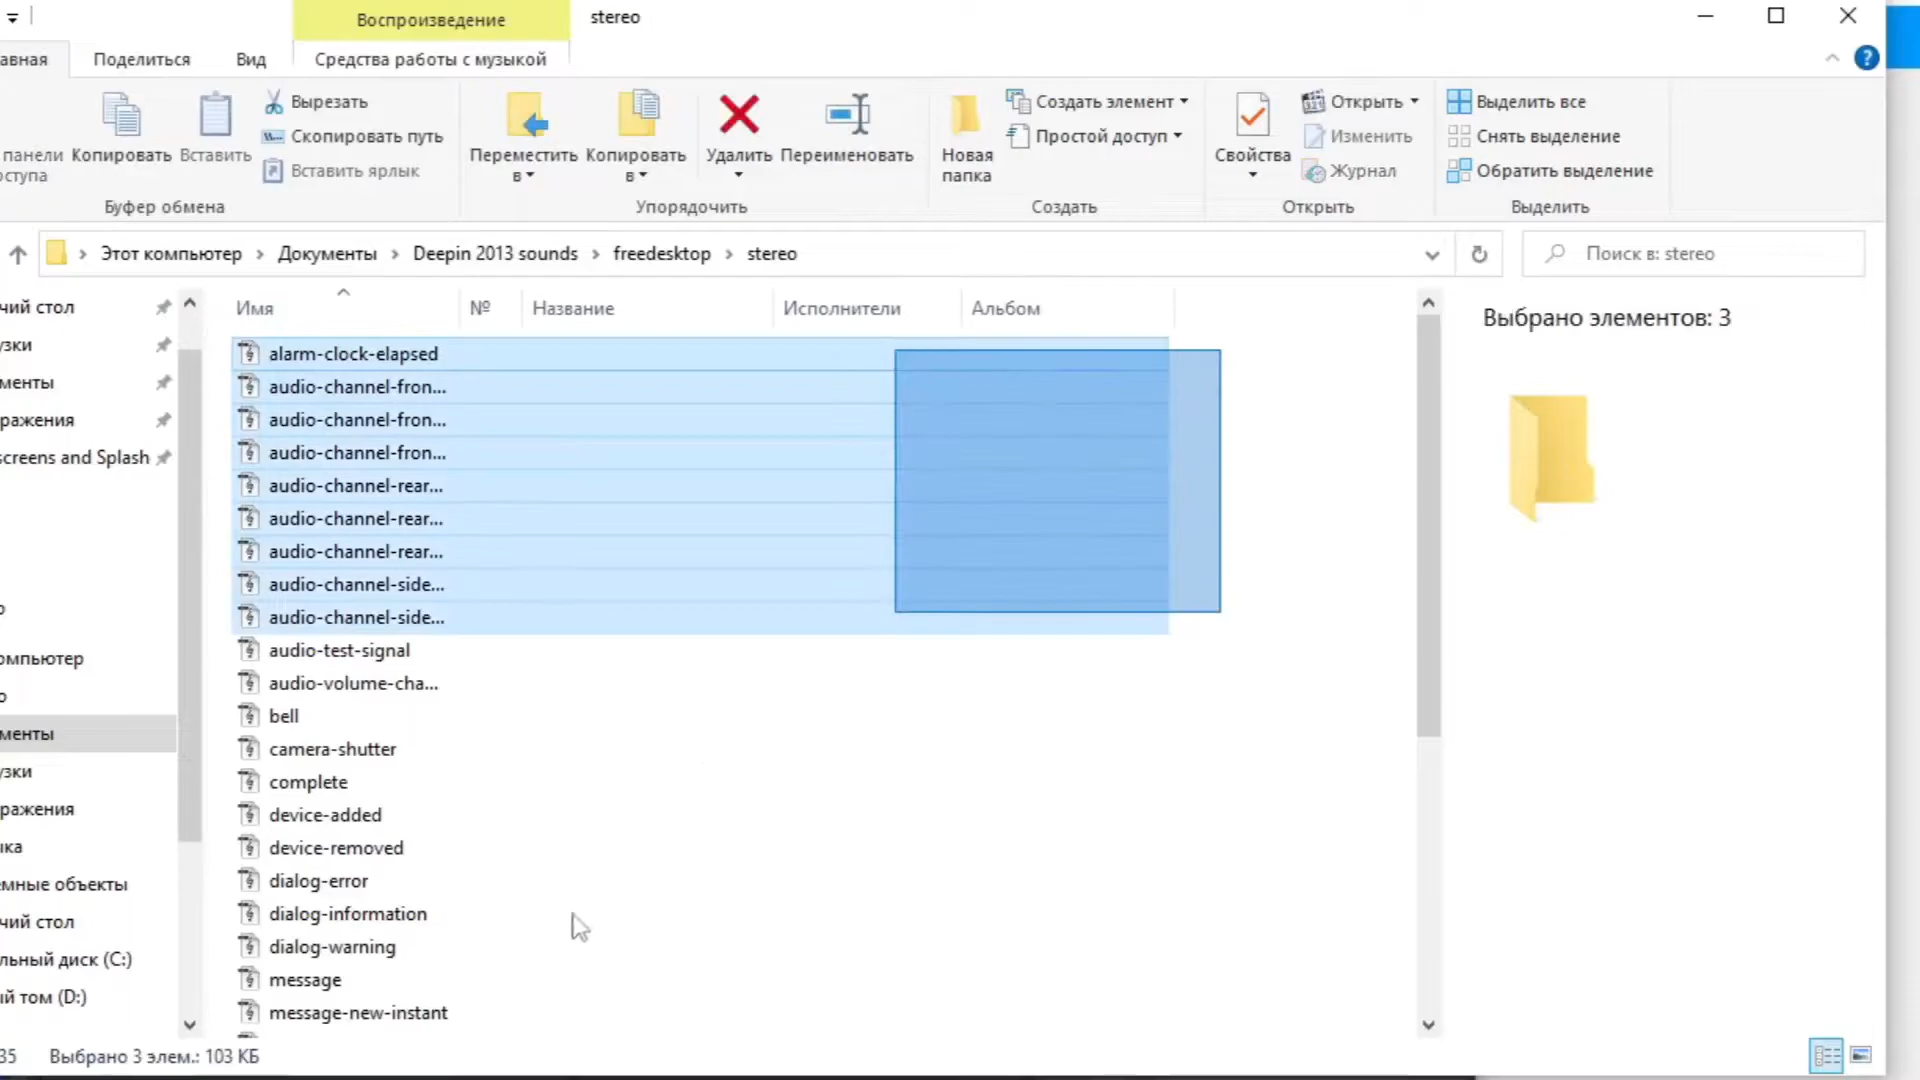 Воспроизведение
stereo
авная
Поделиться
Вид
Средства работы с музыкой
?
панели
оступа
Копировать
Вставить
Вырезать
Скопировать путь
Вставить ярлык
Буфер обмена
Переместить
в
Копировать
в
Удалить
Переименовать
Упорядочить
Новая
папка
Создать элемент
Простой доступ
Создать
Свойства
Открыть
Изменить
Журнал
Открыть
Выделить все
Снять выделение
Обратить выделение
Выделить
Этот компьютер > Документы > Deepin 2013 sounds > freedesktop > stereo
Поиск в: stereo
чий стол
узки
менты
ражения
screens and Splash
о
омпьютер
о
менты
узки
ражения
ыка
мные объекты
чий стол
льный диск (C:)
ый том (D:)
Имя
№
Название
Исполнители
Альбом
alarm-clock-elapsed
audio-channel-fron...
audio-channel-fron...
audio-channel-fron...
audio-channel-rear...
audio-channel-rear...
audio-channel-rear...
audio-channel-side...
audio-channel-side...
audio-test-signal
audio-volume-cha...
bell
camera-shutter
complete
device-added
device-removed
dialog-error
dialog-information
dialog-warning
message
message-new-instant
Выбрано элементов: 3
35
Выбрано 3 элем.: 103 КБ